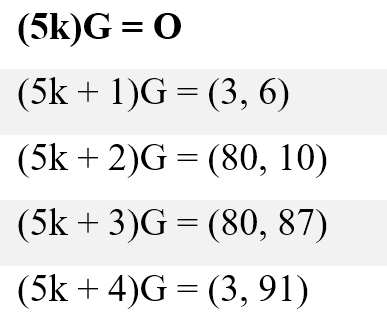 (5k)G = O
(5k + 1)G = (3, 6)
(5k + 2)G = (80, 10)
(5k + 3)G = (80, 87)
(5k + 4)G = (3, 91)